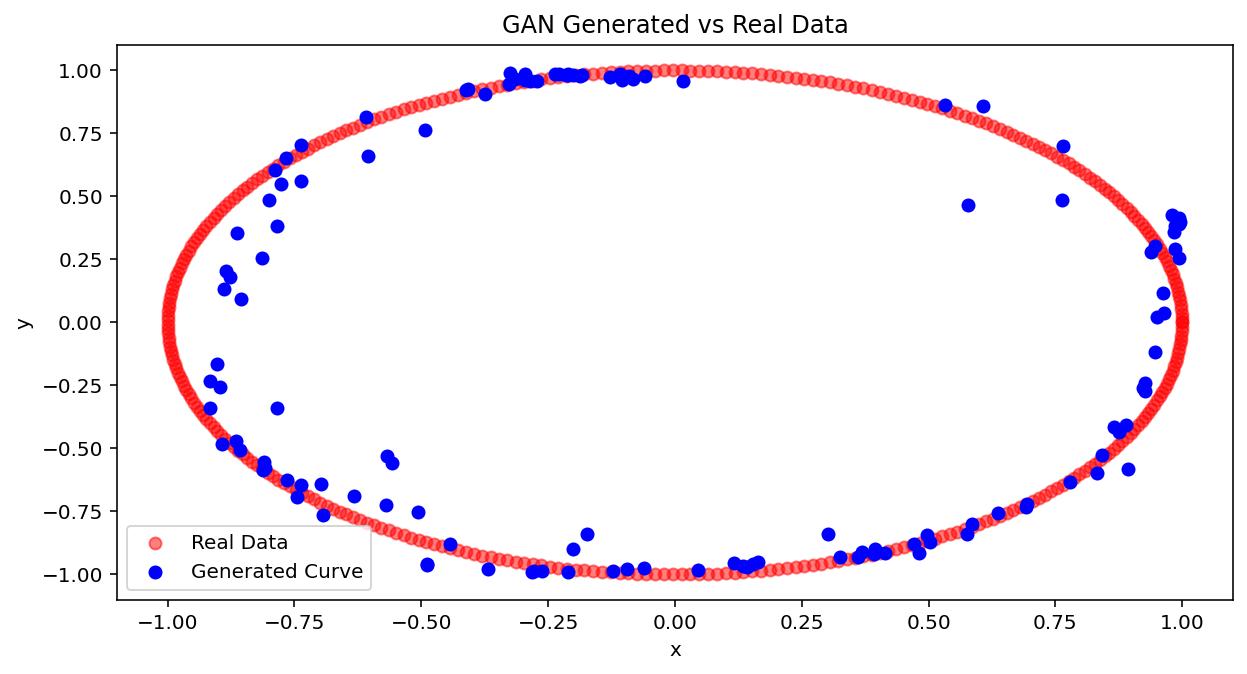 GAN Generated vs Real Data
1.00
0.75
0.50
0.25
0.00
−0.25
−0.50
−0.75
−1.00
y
Real Data
Generated Curve
−1.00 −0.75 −0.50 −0.25 0.00 0.25 0.50 0.75 1.00
x